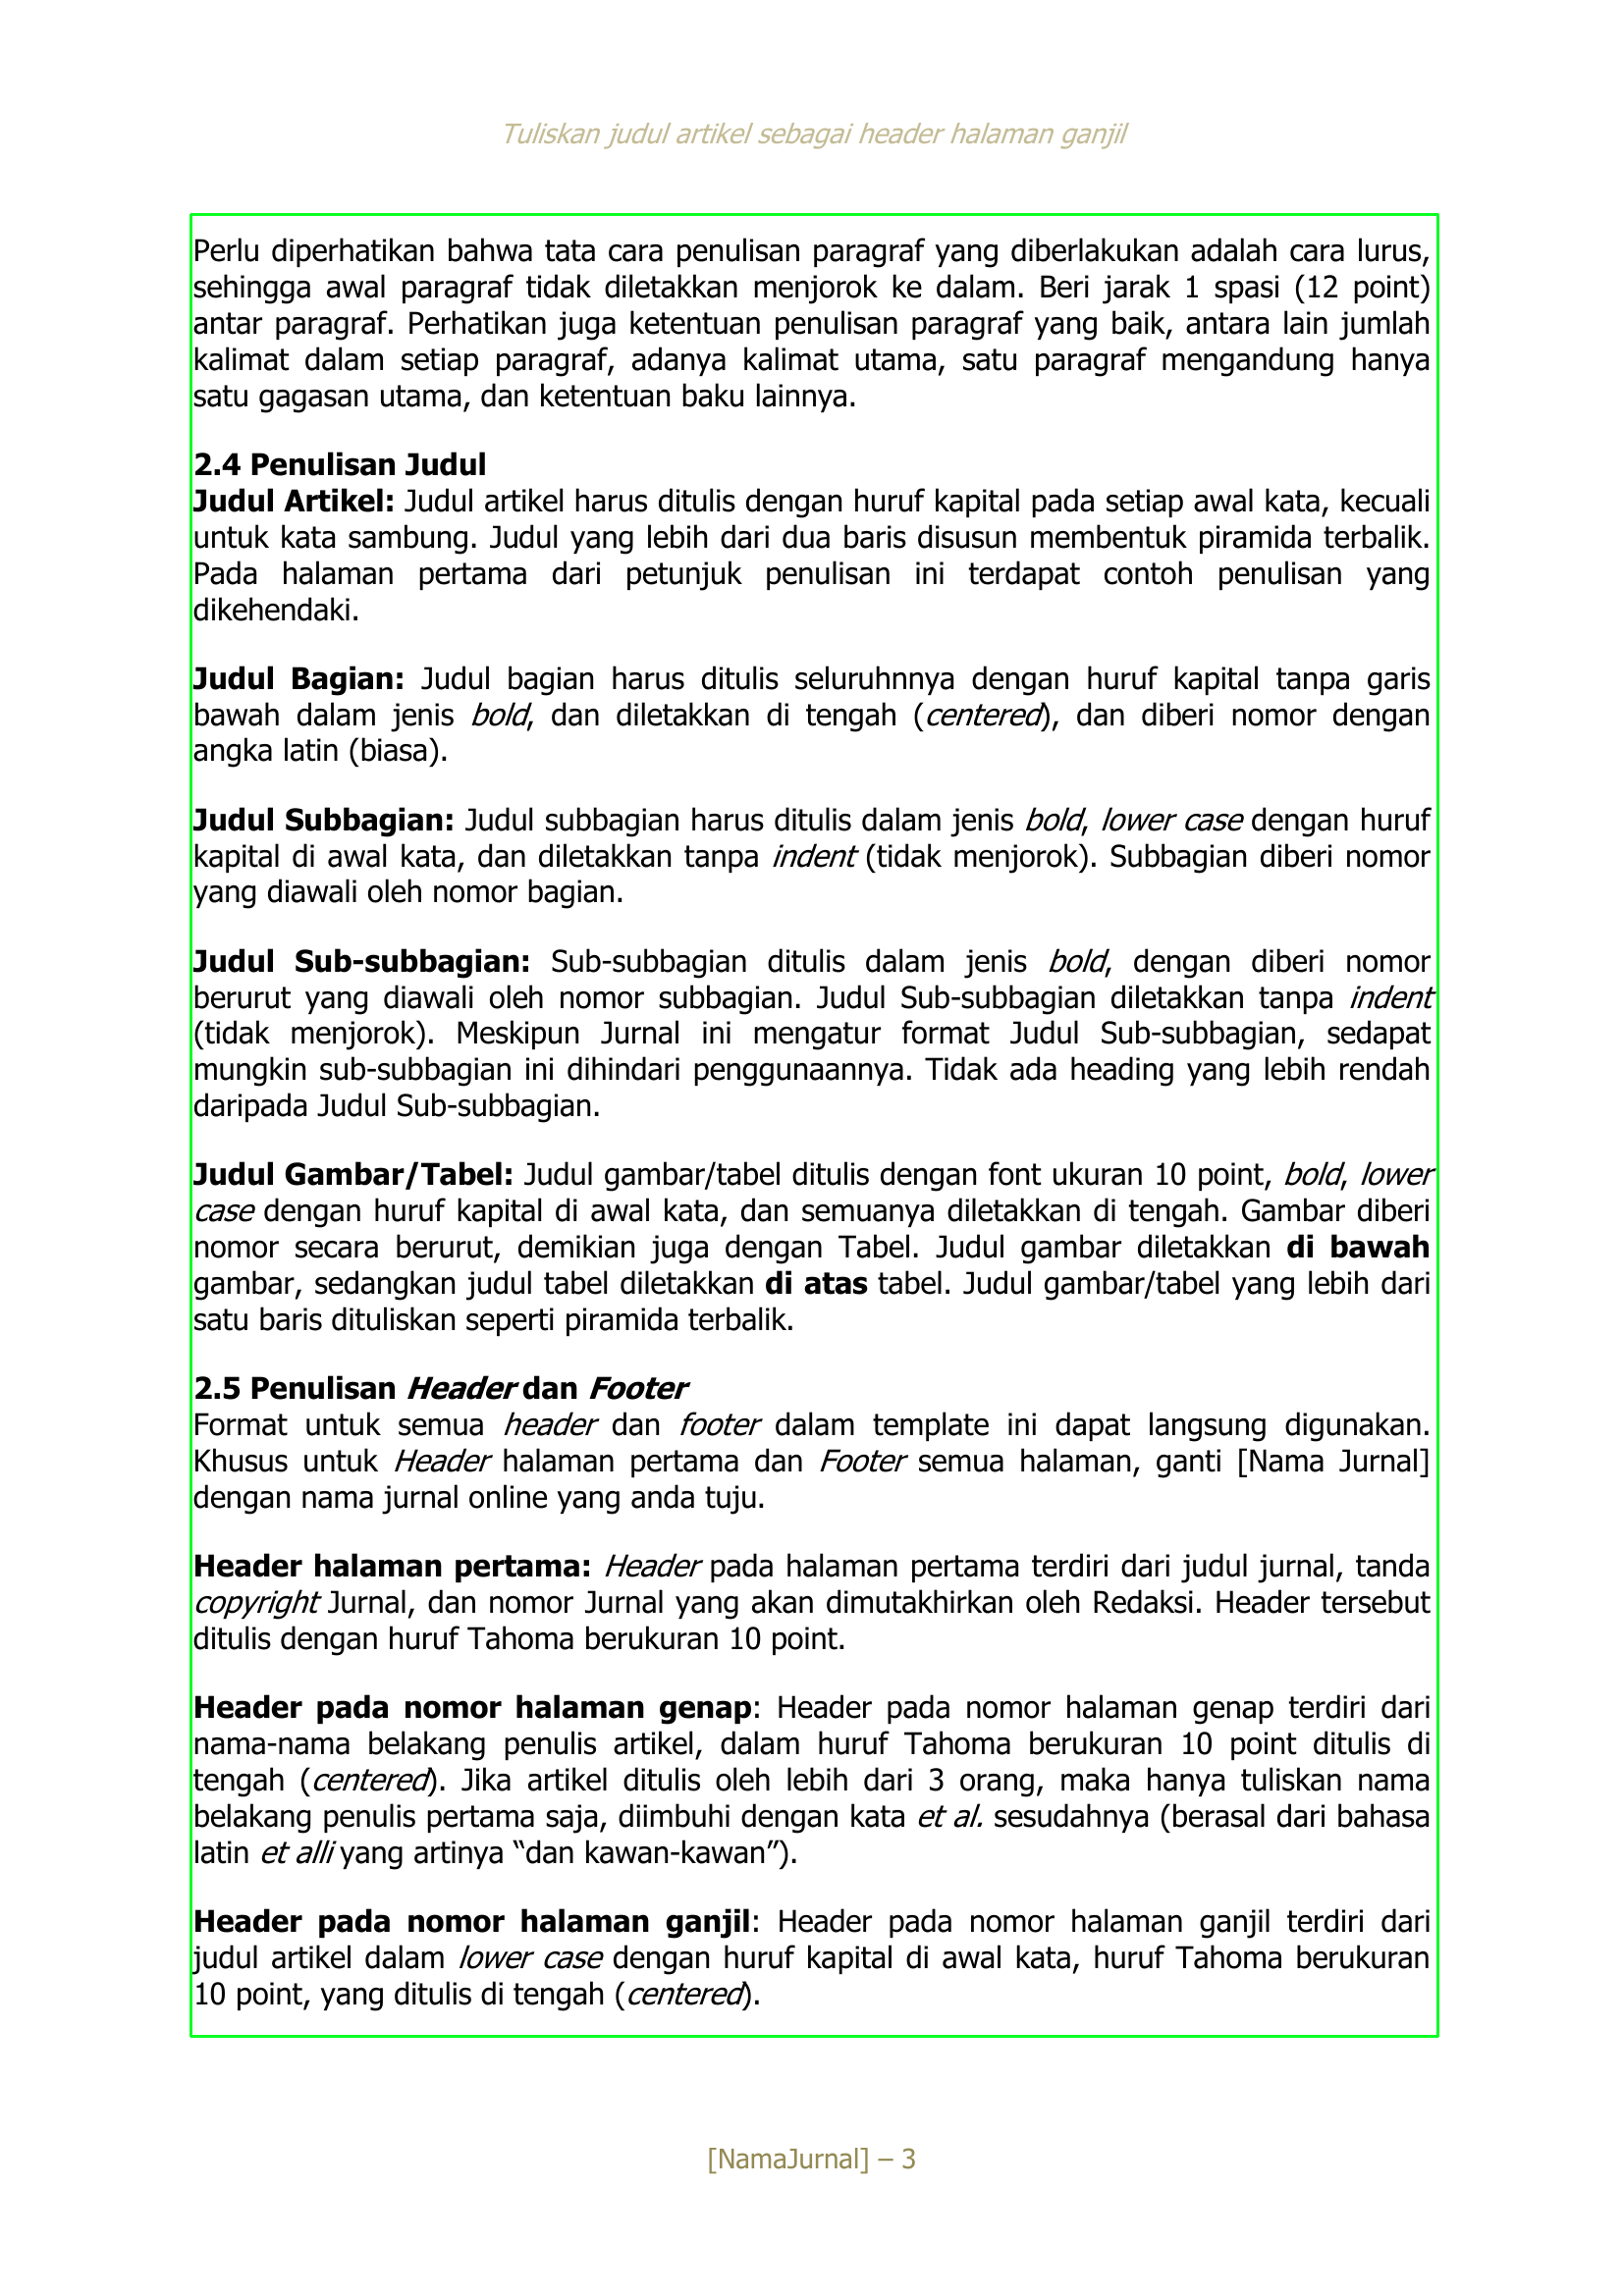 Tuliskan judul artikel sebagai header halaman ganjil
Perlu diperhatikan bahwa tata cara penulisan paragraf yang diberlakukan adalah cara lurus,
sehingga awal paragraf tidak diletakkan menjorok ke dalam. Beri jarak 1 spasi (12 point)
antar paragraf. Perhatikan juga ketentuan penulisan paragraf yang baik, antara lain jumlah
kalimat dalam setiap paragraf, adanya kalimat utama, satu paragraf mengandung hanya
satu gagasan utama, dan ketentuan baku lainnya.
2.4 Penulisan Judul
Judul Artikel: Judul artikel harus ditulis dengan huruf kapital pada setiap awal kata, kecuali
untuk kata sambung. Judul yang lebih dari dua baris disusun membentuk piramida terbalik.
Pada halaman pertama dari petunjuk penulisan ini terdapat contoh penulisan yang
dikehendaki.
Judul Bagian: Judul bagian harus ditulis seluruhnnya dengan huruf kapital tanpa garis
bawah dalam jenis bold, dan diletakkan di tengah (centered), dan diberi nomor dengan
angka latin (biasa).
Judul Subbagian: Judul subbagian harus ditulis dalam jenis bold, lower case dengan huruf
kapital di awal kata, dan diletakkan tanpa indent (tidak menjorok). Subbagian diberi nomor
yang diawali oleh nomor bagian.
Judul Sub-subbagian: Sub-subbagian ditulis dalam jenis bold, dengan diberi nomor
berurut yang diawali oleh nomor subbagian. Judul Sub-subbagian diletakkan tanpa indent
(tidak menjorok). Meskipun Jurnal ini mengatur format Judul Sub-subbagian, sedapat
mungkin sub-subbagian ini dihindari penggunaannya. Tidak ada heading yang lebih rendah
daripada Judul Sub-subbagian.
Judul Gambar/Tabel: Judul gambar/tabel ditulis dengan font ukuran 10 point, bold, lower
case dengan huruf kapital di awal kata, dan semuanya diletakkan di tengah. Gambar diberi
nomor secara berurut, demikian juga dengan Tabel. Judul gambar diletakkan di bawah
gambar, sedangkan judul tabel diletakkan di atas tabel. Judul gambar/tabel yang lebih dari
satu baris dituliskan seperti piramida terbalik.
2.5 Penulisan Header dan Footer
Format untuk semua header dan footer dalam template ini dapat langsung digunakan.
Khusus untuk Header halaman pertama dan Footer semua halaman, ganti [Nama Jurnal]
dengan nama jurnal online yang anda tuju.
Header halaman pertama: Header pada halaman pertama terdiri dari judul jurnal, tanda
copyright Jurnal, dan nomor Jurnal yang akan dimutakhirkan oleh Redaksi. Header tersebut
ditulis dengan huruf Tahoma berukuran 10 point.
Header pada nomor halaman genap: Header pada nomor halaman genap terdiri dari
nama-nama belakang penulis artikel, dalam huruf Tahoma berukuran 10 point ditulis di
tengah (centered). Jika artikel ditulis oleh lebih dari 3 orang, maka hanya tuliskan nama
belakang penulis pertama saja, diimbuhi dengan kata et al. sesudahnya (berasal dari bahasa
latin et alli yang artinya “dan kawan-kawan”).
Header pada nomor halaman ganjil: Header pada nomor halaman ganjil terdiri dari
judul artikel dalam lower case dengan huruf kapital di awal kata, huruf Tahoma berukuran
10 point, yang ditulis di tengah (centered).
[NamaJurnal] – 3